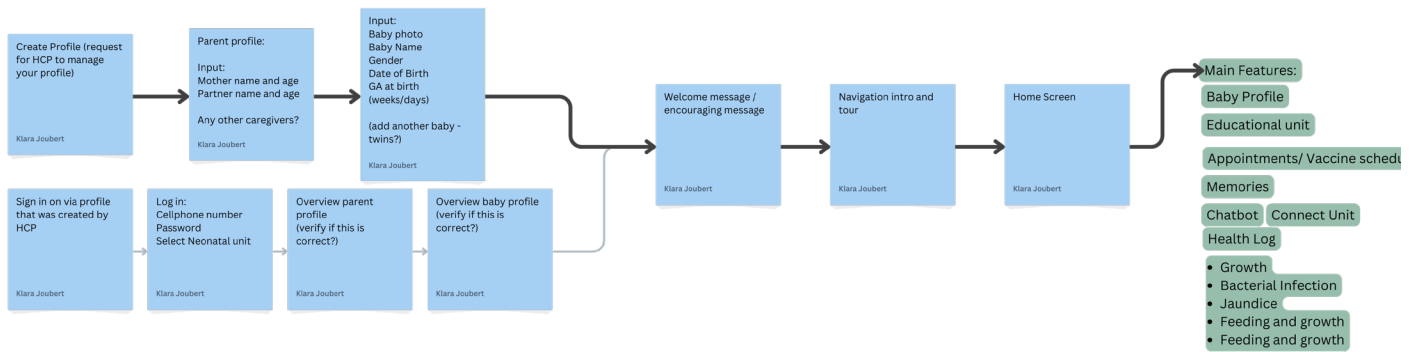 Create Profile (request
for HCP to manage
your profile)
Klara Joubert
Parent profile:
Input:
Mother name and age
Partner name and age
Any other caregivers?
Klara Joubert
Input:
Baby photo
Baby Name
Gender
Date of Birth
GA at birth
(weeks/days)
(add another baby -
twins?)
Klara Joubert
Welcome message /
encouraging message
Klara Joubert
Navigation intro and
tour
Klara Joubert
Home Screen
Klara Joubert
Main Features:
Baby Profile
Educational unit
Appointments/ Vaccine schedu
Memories
Chatbot
Connect Unit
Health Log
• Growth
• Bacterial Infection
• Jaundice
• Feeding and growth
• Feeding and growth
Sign in on via profile
that was created by
HCP
Klara Joubert
Log in:
Cellphone number
Password
Select Neonatal unit
Klara Joubert
Overview parent
profile
(verify if this is
correct?)
Klara Joubert
Overview baby profile
(verify if this is
correct?)
Klara Joubert